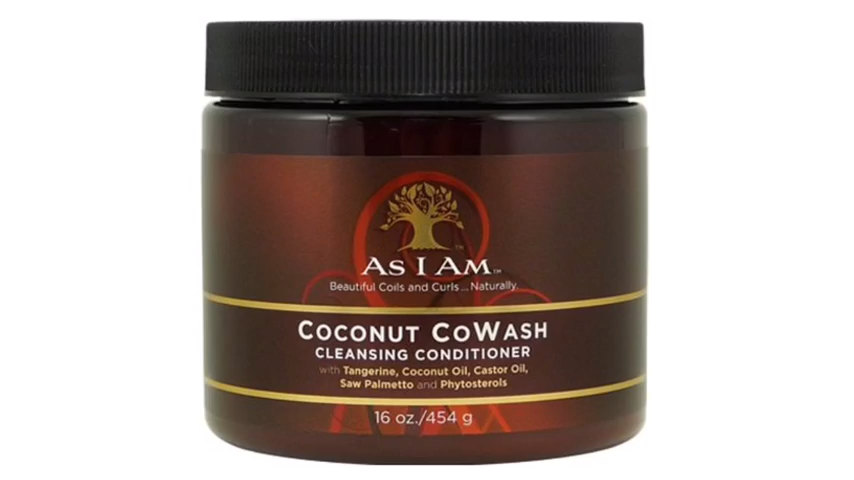 AS I AM™
Beautiful Coils and Curls... Naturally
COCONUT COWASH
CLEANSING CONDITIONER
with Tangerine, Coconut Oil, Castor Oil,
Saw Palmetto and Phytosterols
16 oz./454 g